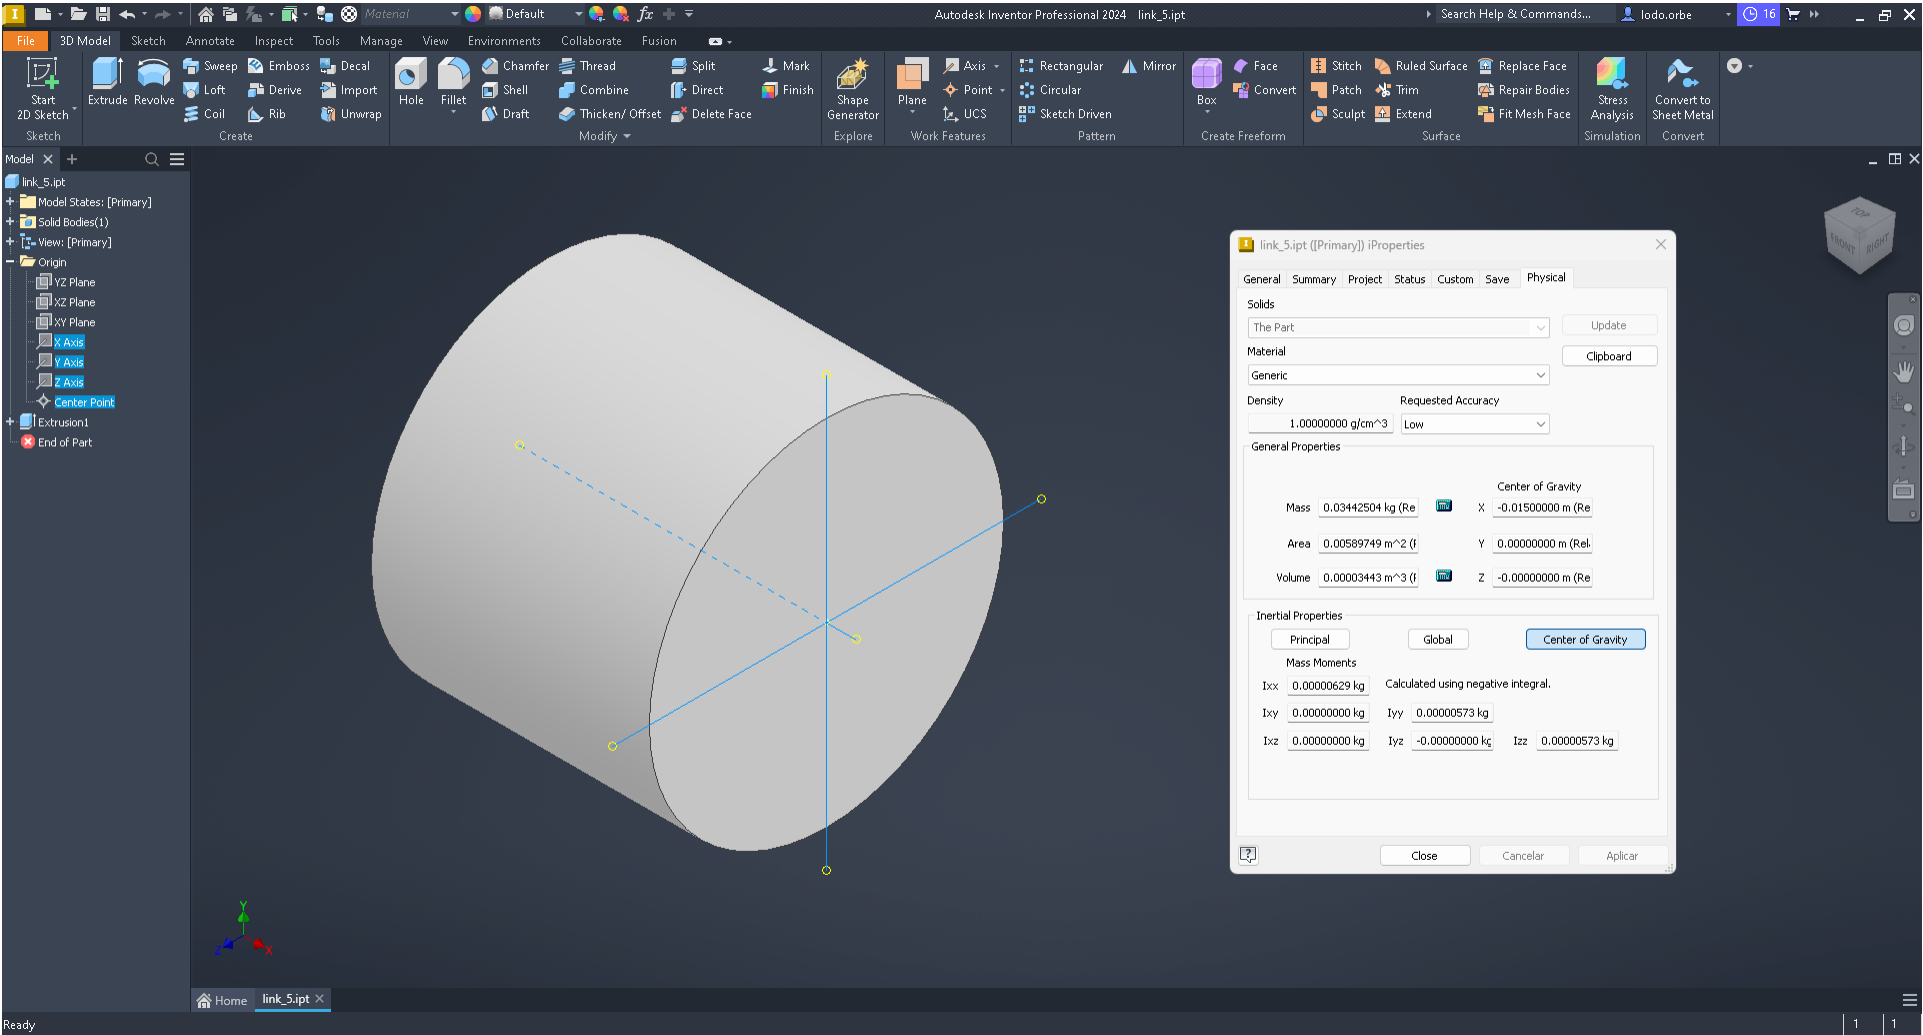 Material Default fx Autodesk Inventor Professional 2024 link_5.ipt Search Help & Commands... lodo.orbe 16
File 3D Model Sketch Annotate Inspect Tools Manage View Environments Collaborate Fusion
Sweep Emboss Decal Chamfer Thread Split Mark Axis Rectangular Mirror Face Stitch Ruled Surface Replace Face
Start 2D Sketch Extrude Revolve Loft Derive Import Hole Fillet Shell Combine Direct Finish Shape Generator Plane Point Circular Box Convert Patch Trim Repair Bodies Stress Analysis Convert to Sheet Metal
Coil Rib Unwrap Draft Thicken/ Offset Delete Face UCS Sketch Driven Sculpt Extend Fit Mesh Face
Sketch Create Modify Explore Work Features Pattern Create Freeform Surface Simulation Convert
Model
link_5.ipt
Model States: [Primary]
Solid Bodies(1)
View: [Primary]
Origin
YZ Plane
XZ Plane
XY Plane
X Axis
Y Axis
Z Axis
Center Point
Extrusion1
End of Part
TOP
FRONT RIGHT
link_5.ipt ([Primary]) iProperties
General Summary Project Status Custom Save Physical
Solids
The Part Update
Material Clipboard
Generic
Density Requested Accuracy
1.00000000 g/cm^3 Low
General Properties
Center of Gravity
Mass 0.03442504 kg (Re X -0.01500000 m (Re
Area 0.00589749 m^2 (F Y 0.00000000 m (Rel
Volume 0.00003443 m^3 (F Z -0.00000000 m (Re
Inertial Properties
Principal Global Center of Gravity
Mass Moments
Ixx 0.00000629 kg Calculated using negative integral.
Ixy 0.00000000 kg Iyy 0.00000573 kg
Ixz 0.00000000 kg Iyz -0.00000000 kg Izz 0.00000573 kg
? Close Cancelar Aplicar
Y
Z X
Home link_5.ipt
Ready 1 1